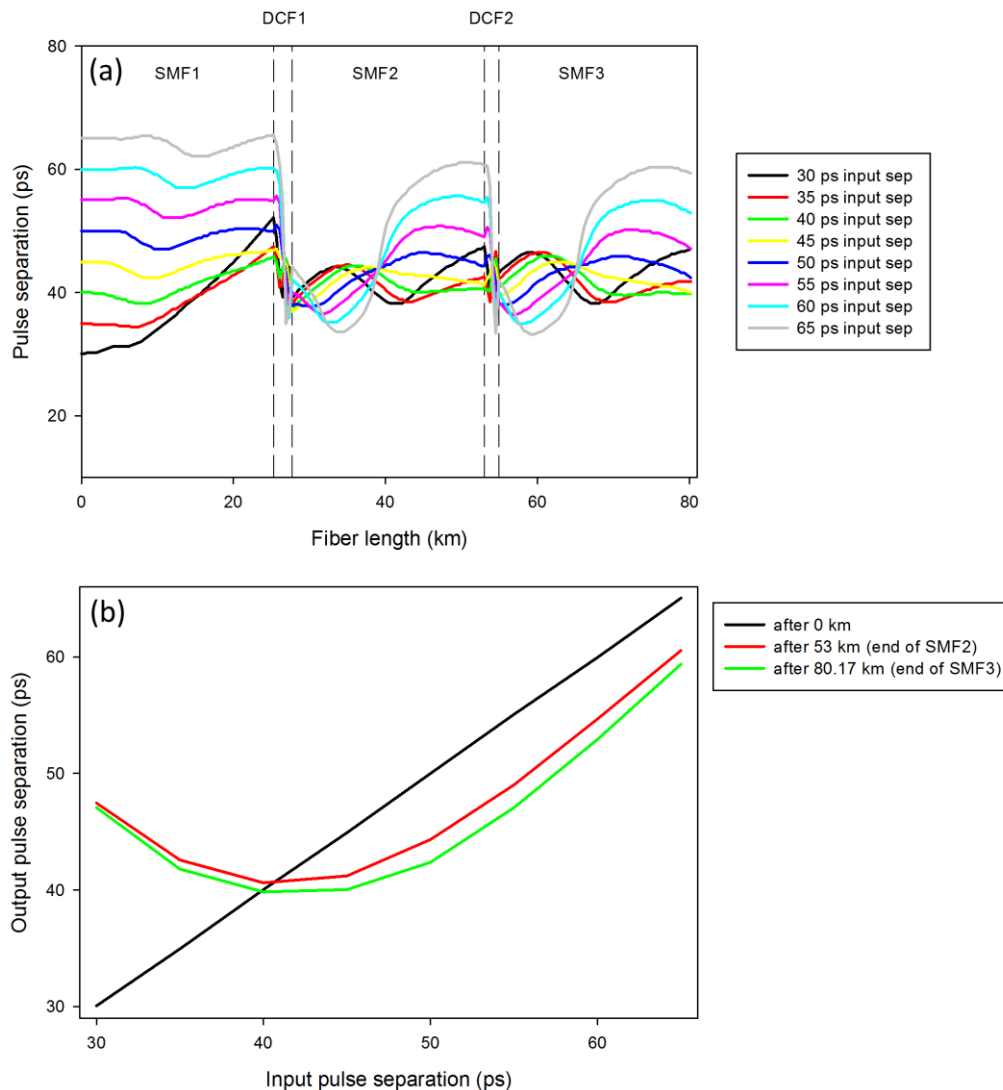 DCF1 DCF2
80
(a)
SMF1 SMF2 SMF3
60
40
20
0 20 40 60 80
Pulse separation (ps)
Fiber length (km)
30 ps input sep
35 ps input sep
40 ps input sep
45 ps input sep
50 ps input sep
55 ps input sep
60 ps input sep
65 ps input sep
(b)
60
50
40
30
30 40 50 60
Output pulse separation (ps)
Input pulse separation (ps)
after 0 km
after 53 km (end of SMF2)
after 80.17 km (end of SMF3)